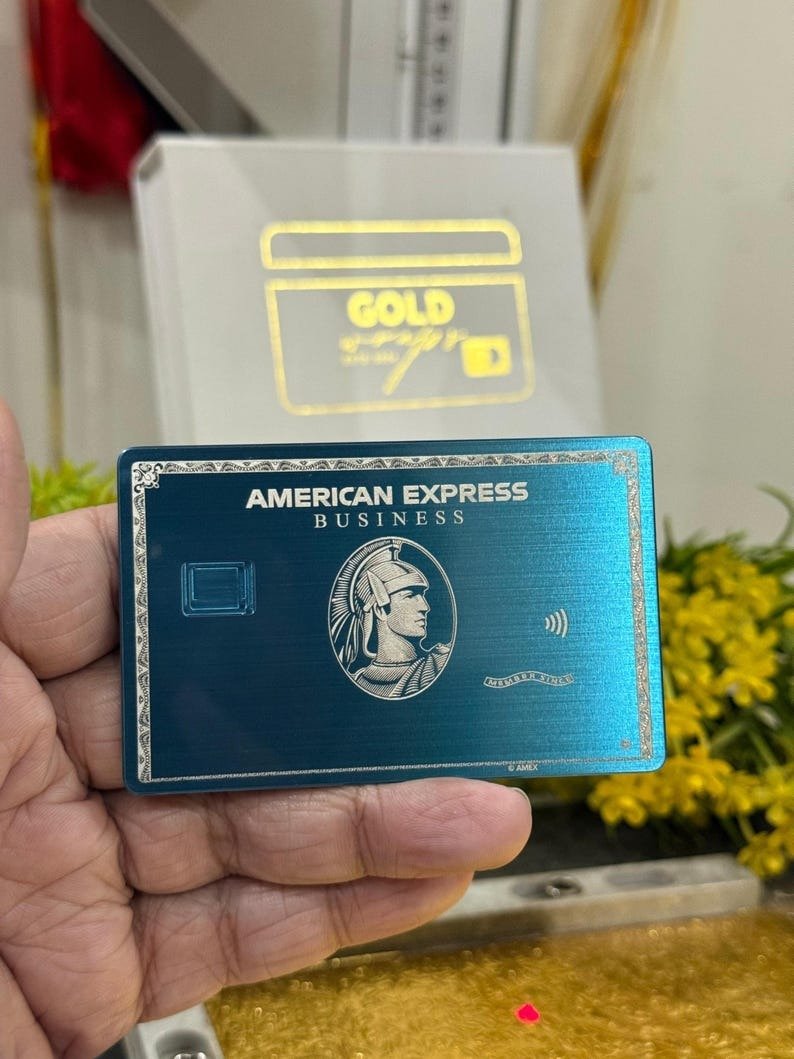 GOLD
AMERICAN EXPRESS
BUSINESS
MEMBER SINCE
© AMEX